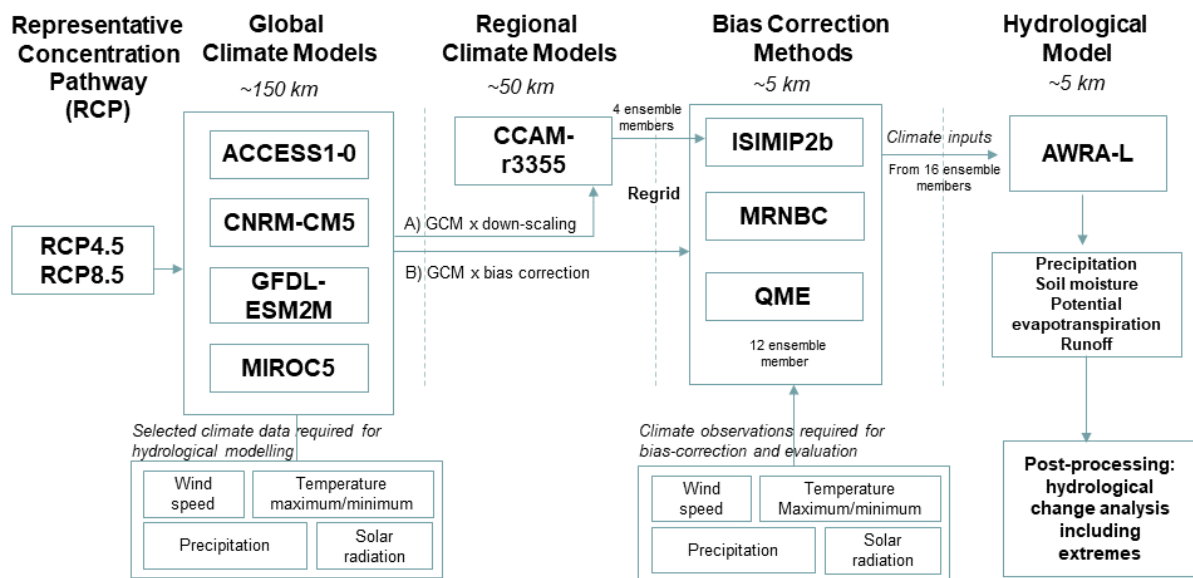 Representative
Concentration
Pathway
(RCP)
RCP4.5
RCP8.5
Global
Climate Models
~150 km
ACCESS1-0
CNRM-CM5
GFDL-
ESM2M
MIROC5
Selected climate data required for
hydrological modelling
Wind
speed
Temperature
maximum/minimum
Precipitation
Solar
radiation
Regional
Climate Models
~50 km
CCAM-
r3355
4 ensemble
members
Regrid
A) GCM x down-scaling
B) GCM x bias correction
Bias Correction
Methods
~5 km
ISIMIP2b
MRNBC
QME
12 ensemble
member
Climate observations required for
bias-correction and evaluation
Wind
speed
Temperature
Maximum/minimum
Precipitation
Solar
radiation
Climate inputs
From 16 ensemble
members
Hydrological
Model
~5 km
AWRA-L
Precipitation
Soil moisture
Potential
evapotranspiration
Runoff
Post-processing:
hydrological
change analysis
including
extremes